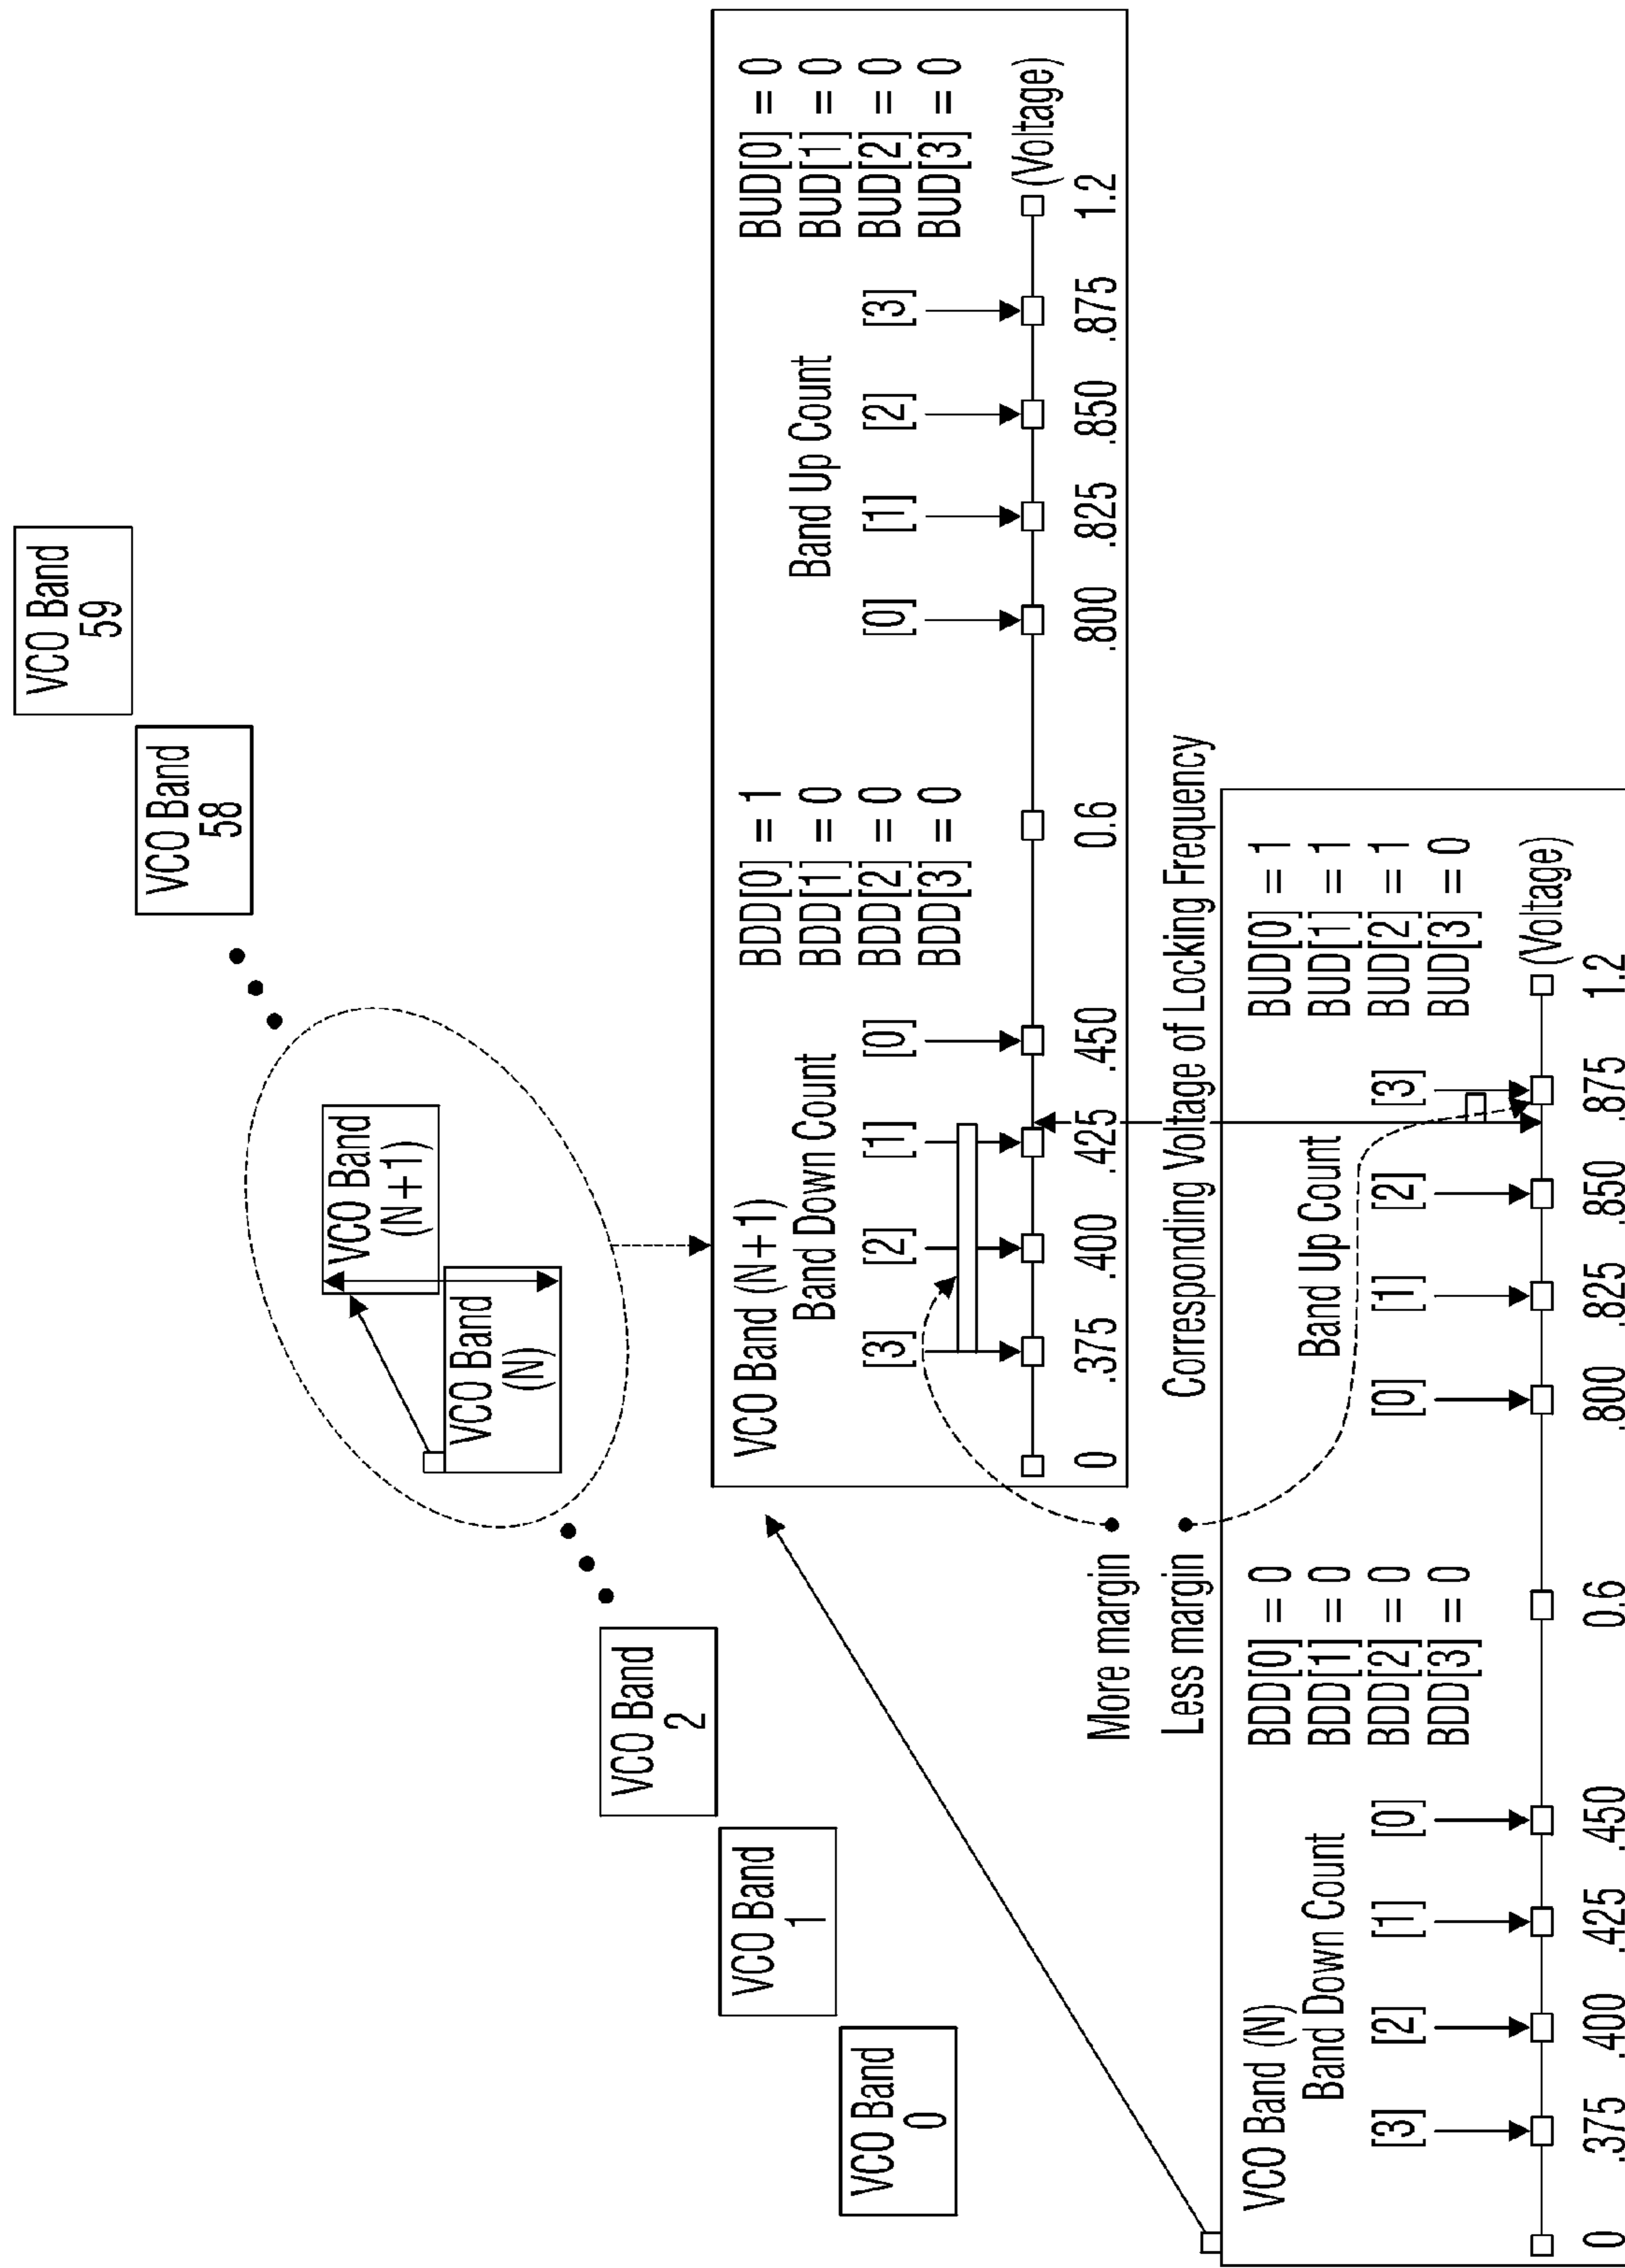 VCO Band
0
VCO Band
1
VCO Band
2
VCO Band
(N)
VCO Band
(N+1)
VCO Band
58
VCO Band
59
VCO Band (N+1)
Band Down Count
[3] [2] [1] [0]
BDD[0] = 1
BDD[1] = 0
BDD[2] = 0
BDD[3] = 0
Band Up Count
[0] [1] [2] [3]
BUD[0] = 0
BUD[1] = 0
BUD[2] = 0
BUD[3] = 0
(Voltage)
0 .375 .400 .425 .450 0.6 .800 .825 .850 .875 1.2
More margin
Less margin
Corresponding Voltage of Locking Frequency
VCO Band (N)
Band Down Count
[3] [2] [1] [0]
BDD[0] = 0
BDD[1] = 0
BDD[2] = 0
BDD[3] = 0
Band Up Count
[0] [1] [2] [3]
BUD[0] = 1
BUD[1] = 1
BUD[2] = 1
BUD[3] = 0
(Voltage)
0 .375 .400 .425 .450 0.6 .800 .825 .850 .875 1.2